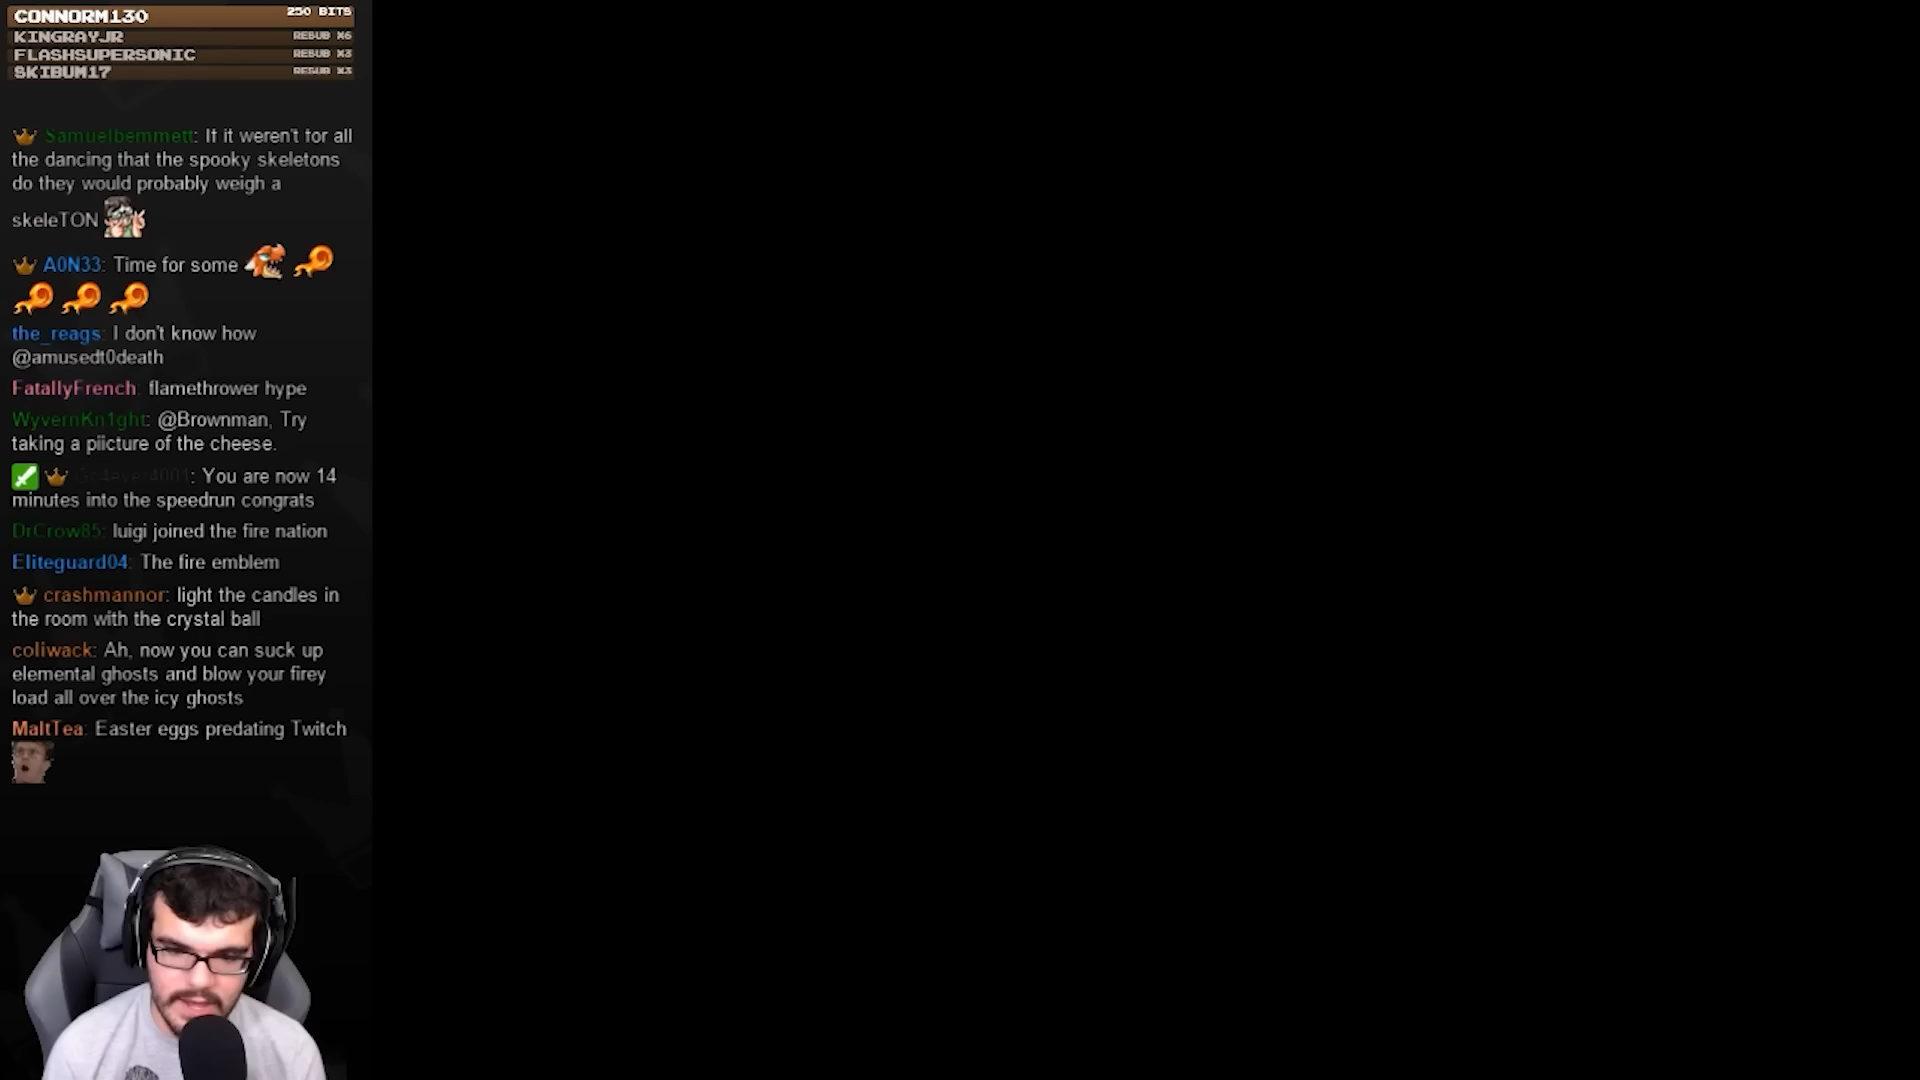 CONNORM130 250 BITS
KINGRAYJR RESUB X6
FLASHSUPERSONIC RESUB X3
SKIBUM17 RESUB X3
Samuelbemmett: If it weren't for all
the dancing that the spooky skeletons
do they would probably weigh a
skeleTON
A0N33: Time for some
the_reags: I don't know how
@amusedt0death
FatallyFrench: flamethrower hype
WyvernKn1ght: @Brownman, Try
taking a piicture of the cheese.
: You are now 14
minutes into the speedrun congrats
DrCrow85: luigi joined the fire nation
Eliteguard04: The fire emblem
crashmannor: light the candles in
the room with the crystal ball
coliwack: Ah, now you can suck up
elemental ghosts and blow your firey
load all over the icy ghosts
MaltTea: Easter eggs predating Twitch